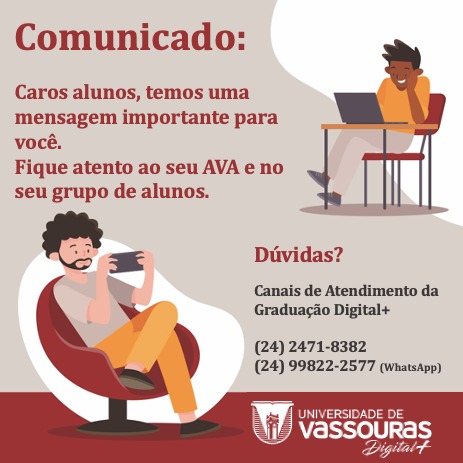 Comunicado:
Caros alunos, temos uma
mensagem importante para
você.
Fique atento ao seu AVA e no
seu grupo de alunos.
Dúvidas?
Canais de Atendimento da
Graduação Digital+
(24) 2471-8382
(24) 99822-2577 (WhatsApp)
UNIVERSIDADE DE
VASSOURAS
Digital+